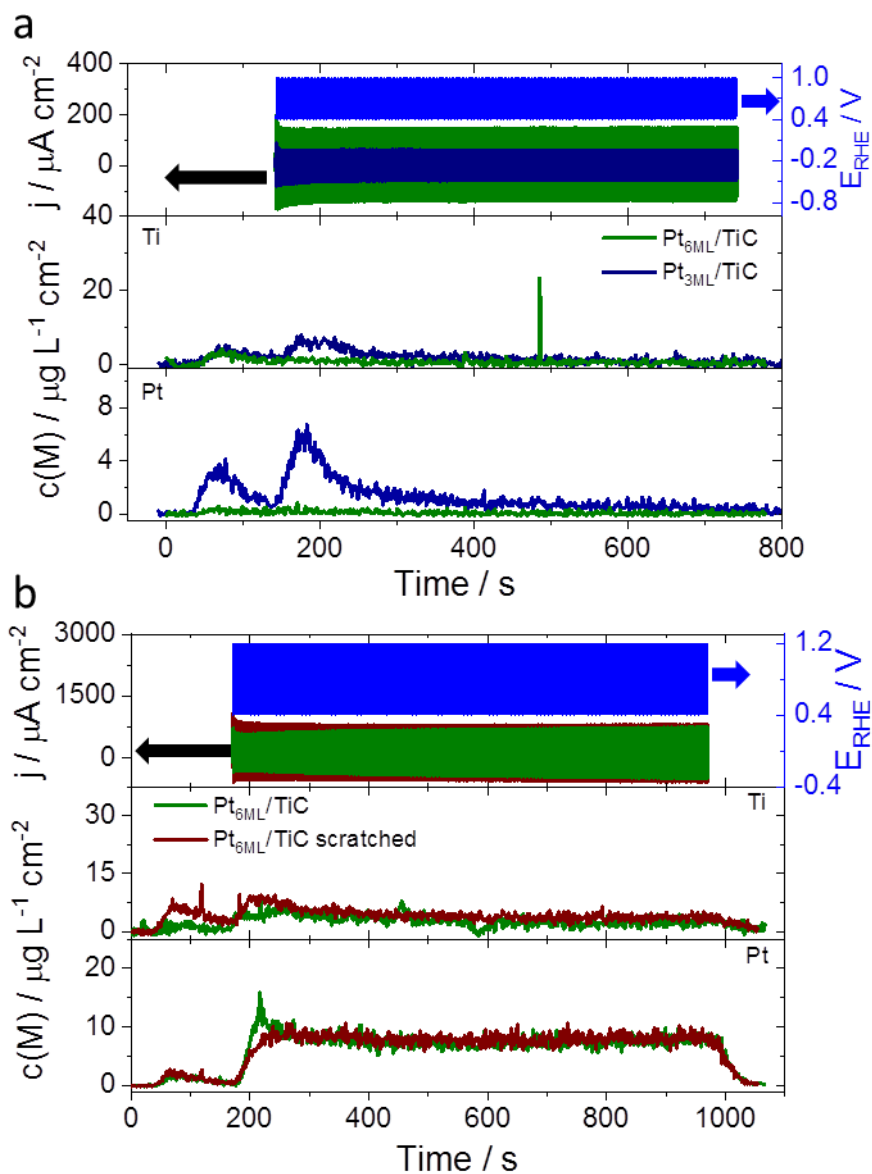 a
400
200
0
40
j / μA cm⁻²
1.0
0.4
-0.2
-0.8
E_RHE / V
Ti
Pt₆ML/TiC
Pt₃ML/TiC
20
0
Pt
8
4
0
c(M) / μg L⁻¹ cm⁻²
0 200 400 600 800
Time / s
b
3000
1500
0
j / μA cm⁻²
1.2
0.4
-0.4
E_RHE / V
Pt₆ML/TiC
Pt₆ML/TiC scratched
Ti
30
15
0
Pt
20
10
0
c(M) / μg L⁻¹ cm⁻²
0 200 400 600 800 1000
Time / s